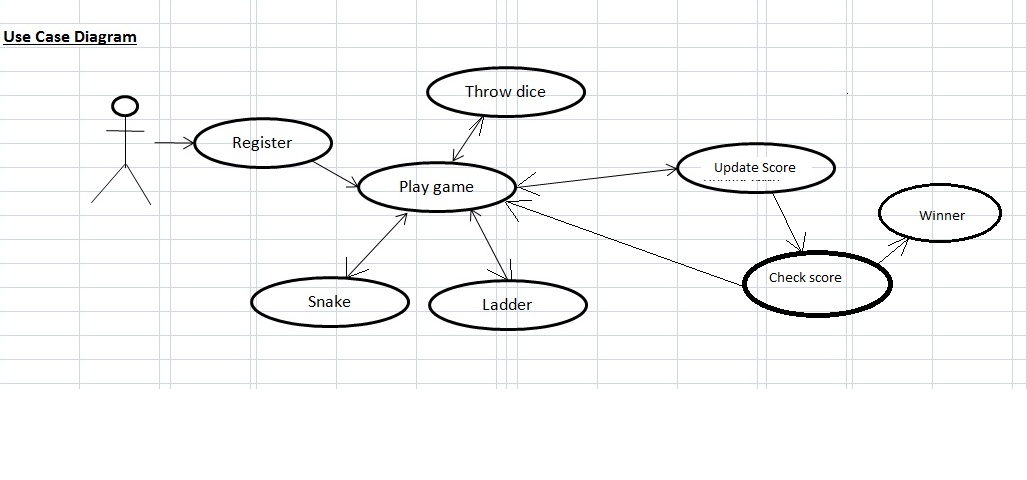 Use Case Diagram
Throw dice
Register
Update Score
Play game
Winner
Check score
Snake
Ladder